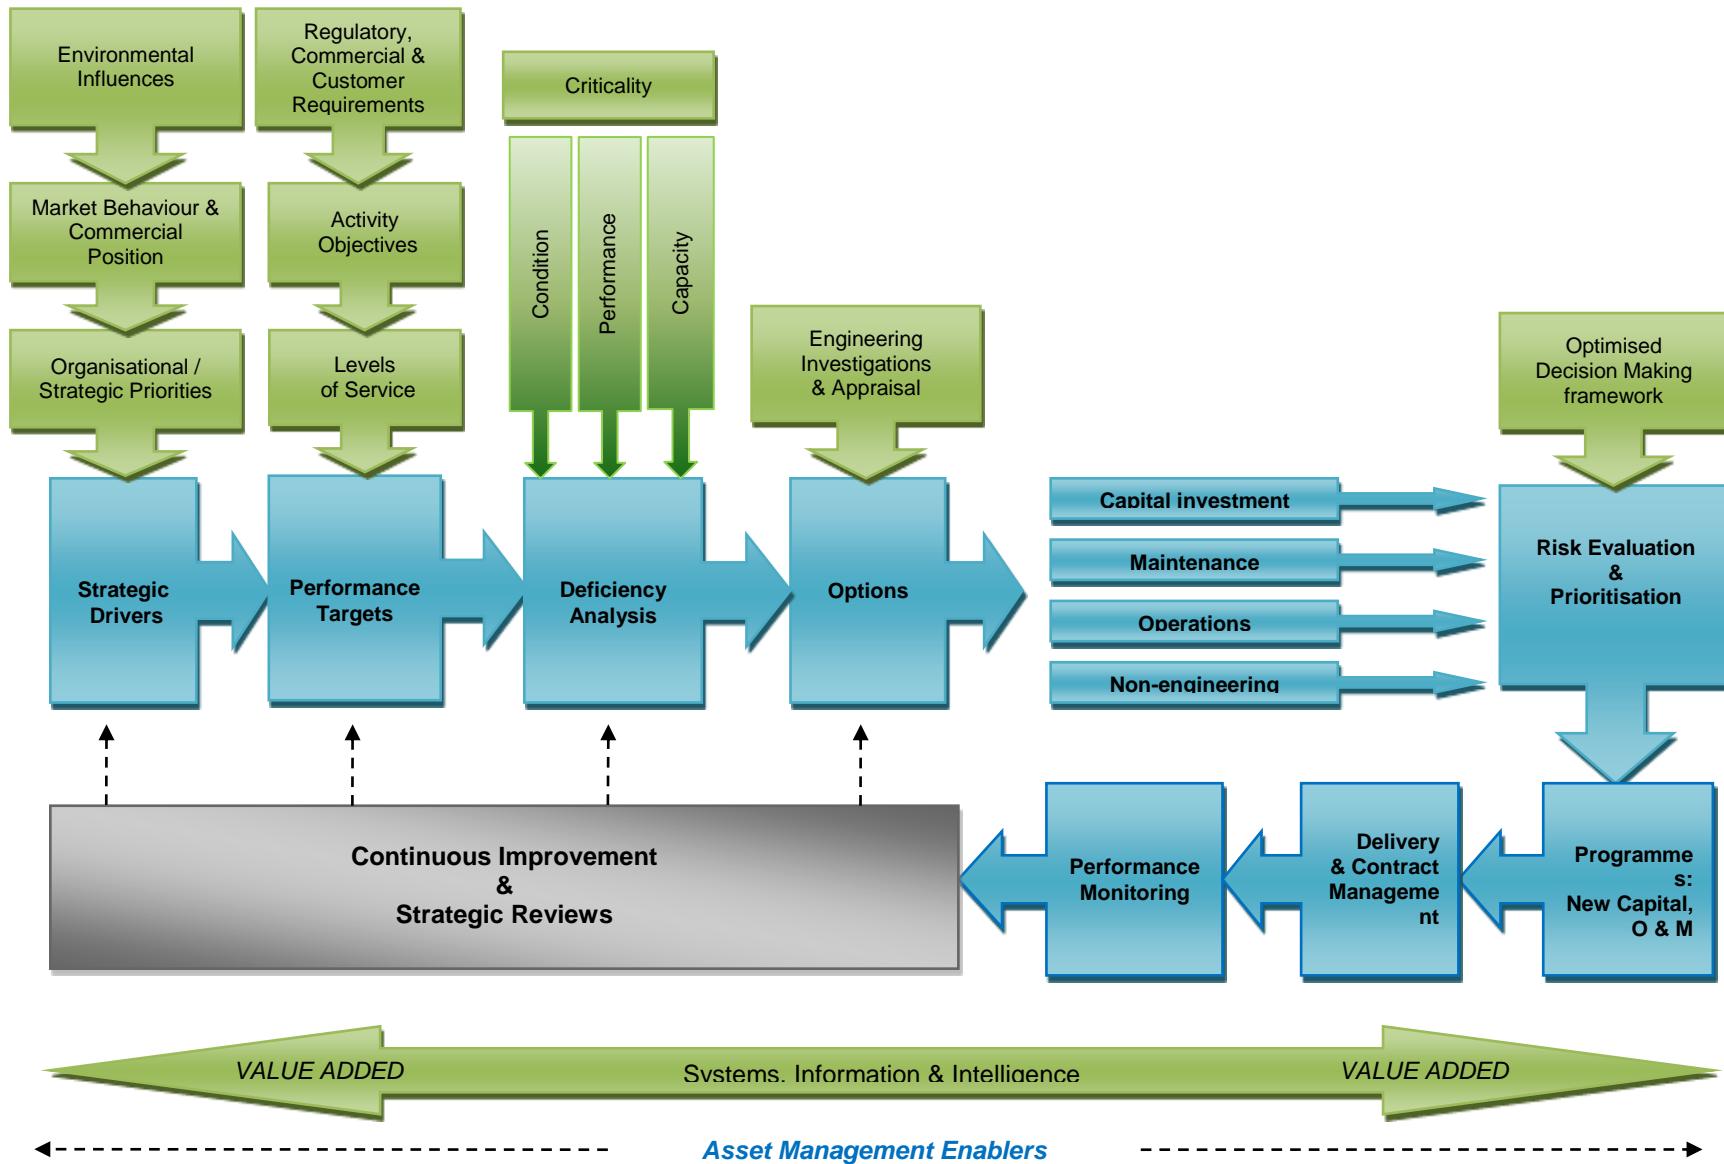 Environmental
Influences
Regulatory,
Commercial &
Customer
Requirements
Criticality
Market Behaviour &
Commercial
Position
Activity
Objectives
Condition
Performance
Capacity
Organisational /
Strategic Priorities
Levels
of Service
Engineering
Investigations
& Appraisal
Optimised
Decision Making
framework
Strategic
Drivers
Performance
Targets
Deficiency
Analysis
Options
Capital investment
Maintenance
Operations
Non-engineering
Risk Evaluation
&
Prioritisation
Continuous Improvement
&
Strategic Reviews
Performance
Monitoring
Delivery
& Contract
Manageme
nt
Programme
s:
New Capital,
O & M
VALUE ADDED
Systems, Information & Intelligence
VALUE ADDED
Asset Management Enablers